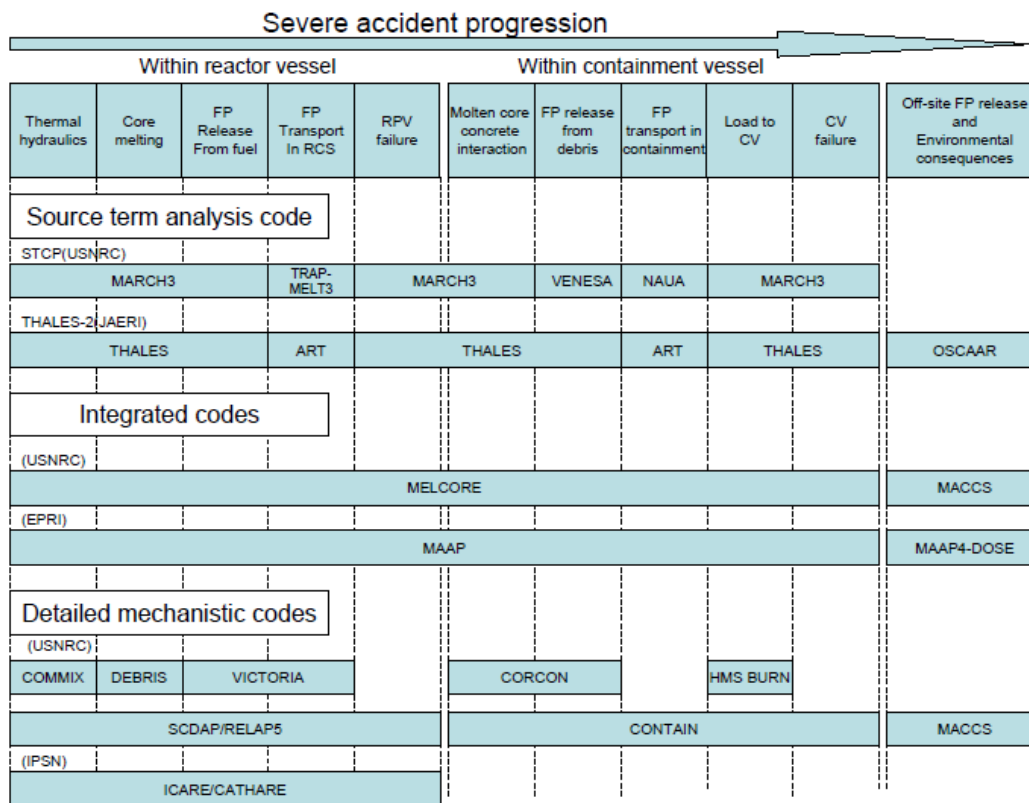 Severe accident progression
Within reactor vessel
Within containment vessel
Thermal
hydraulics
Core
melting
FP
Release
From fuel
FP
Transport
In RCS
RPV
failure
Molten core
concrete
interaction
FP release
from
debris
FP
transport in
containment
Load to
CV
CV
failure
Off-site FP release
and
Environmental
consequences
Source term analysis code
STCP(USNRC)
MARCH3
TRAP-
MELT3
MARCH3
VENESA
NAUA
MARCH3
THALES-2(JAERI)
THALES
ART
THALES
ART
THALES
OSCAAR
Integrated codes
(USNRC)
MELCORE
MACCS
(EPRI)
MAAP
MAAP4-DOSE
Detailed mechanistic codes
(USNRC)
COMMIX
DEBRIS
VICTORIA
CORCON
HMS BURN
SCDAP/RELAP5
CONTAIN
MACCS
(IPSN)
ICARE/CATHARE